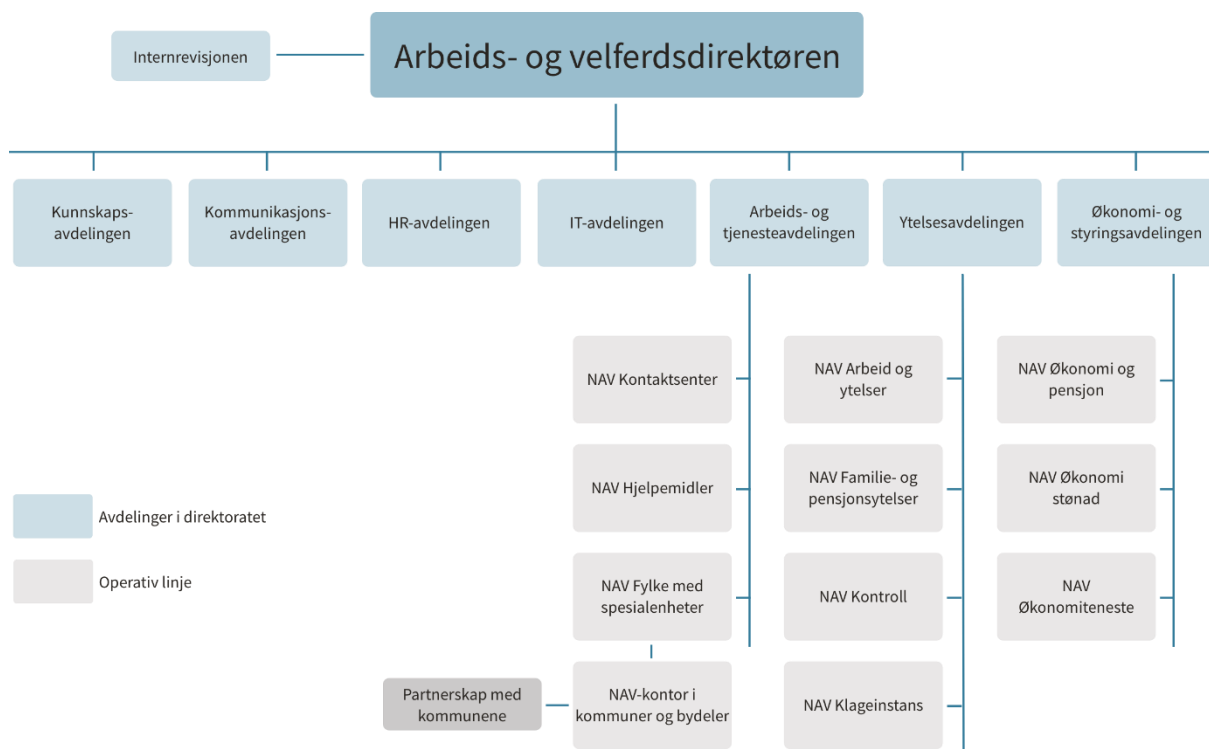 Internrevisjonen
Arbeids- og velferdsdirektøren
Kunnskaps-
avdelingen
Kommunikasjons-
avdelingen
HR-avdelingen
IT-avdelingen
Arbeids- og
tjenesteavdelingen
Ytelsesavdelingen
Økonomi- og
styringsavdelingen
NAV Kontaktsenter
NAV Arbeid og
ytelser
NAV Økonomi og
pensjon
NAV Hjelpemidler
NAV Familie- og
pensjonsytelser
NAV Økonomi
stønad
Avdelinger i direktoratet
Operativ linje
NAV Fylke med
spesialenheter
NAV Kontroll
NAV
Økonomiteneste
Partnerskap med
kommunene
NAV-kontor i
kommuner og bydeler
NAV Klageinstans